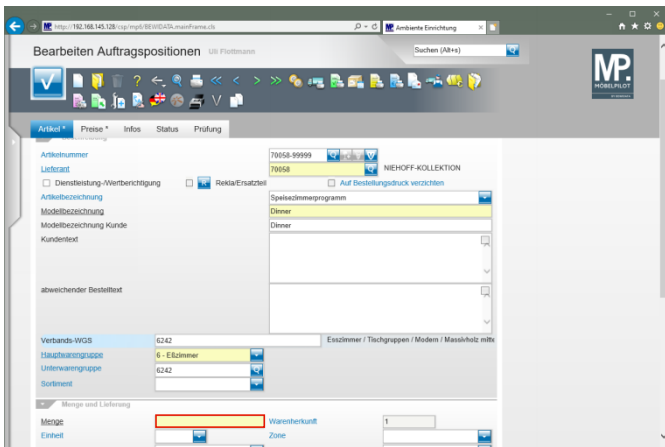 http://192.168.145.128/csp/mp6/BEWIDATA.mainFrame.cls
MP Ambiente Einrichtung
Bearbeiten Auftragspositionen Uli Flottmann
Suchen (Alt+s)
MP.
MÖBELPILOT
Artikel * Preise * Infos Status Prüfung
Artikelnummer 70058-99999
Lieferant 70058 NIEHOFF-KOLLEKTION
Dienstleistung-/Wertberichtigung Rekla/Ersatzteil Auf Bestellungsdruck verzichten
Artikelbezeichnung Speisezimmerprogramm
Modellbezeichnung Dinner
Modellbezeichnung Kunde Dinner
Kundentext
abweichender Bestelltext
Verbands-WGS 6242 Esszimmer / Tischgruppen / Modern / Massivholz mitte
Hauptwarengruppe 6 - Eßzimmer
Unterwarengruppe 6242
Sortiment
Menge und Lieferung
Menge Warenherkunft 1
Einheit Zone